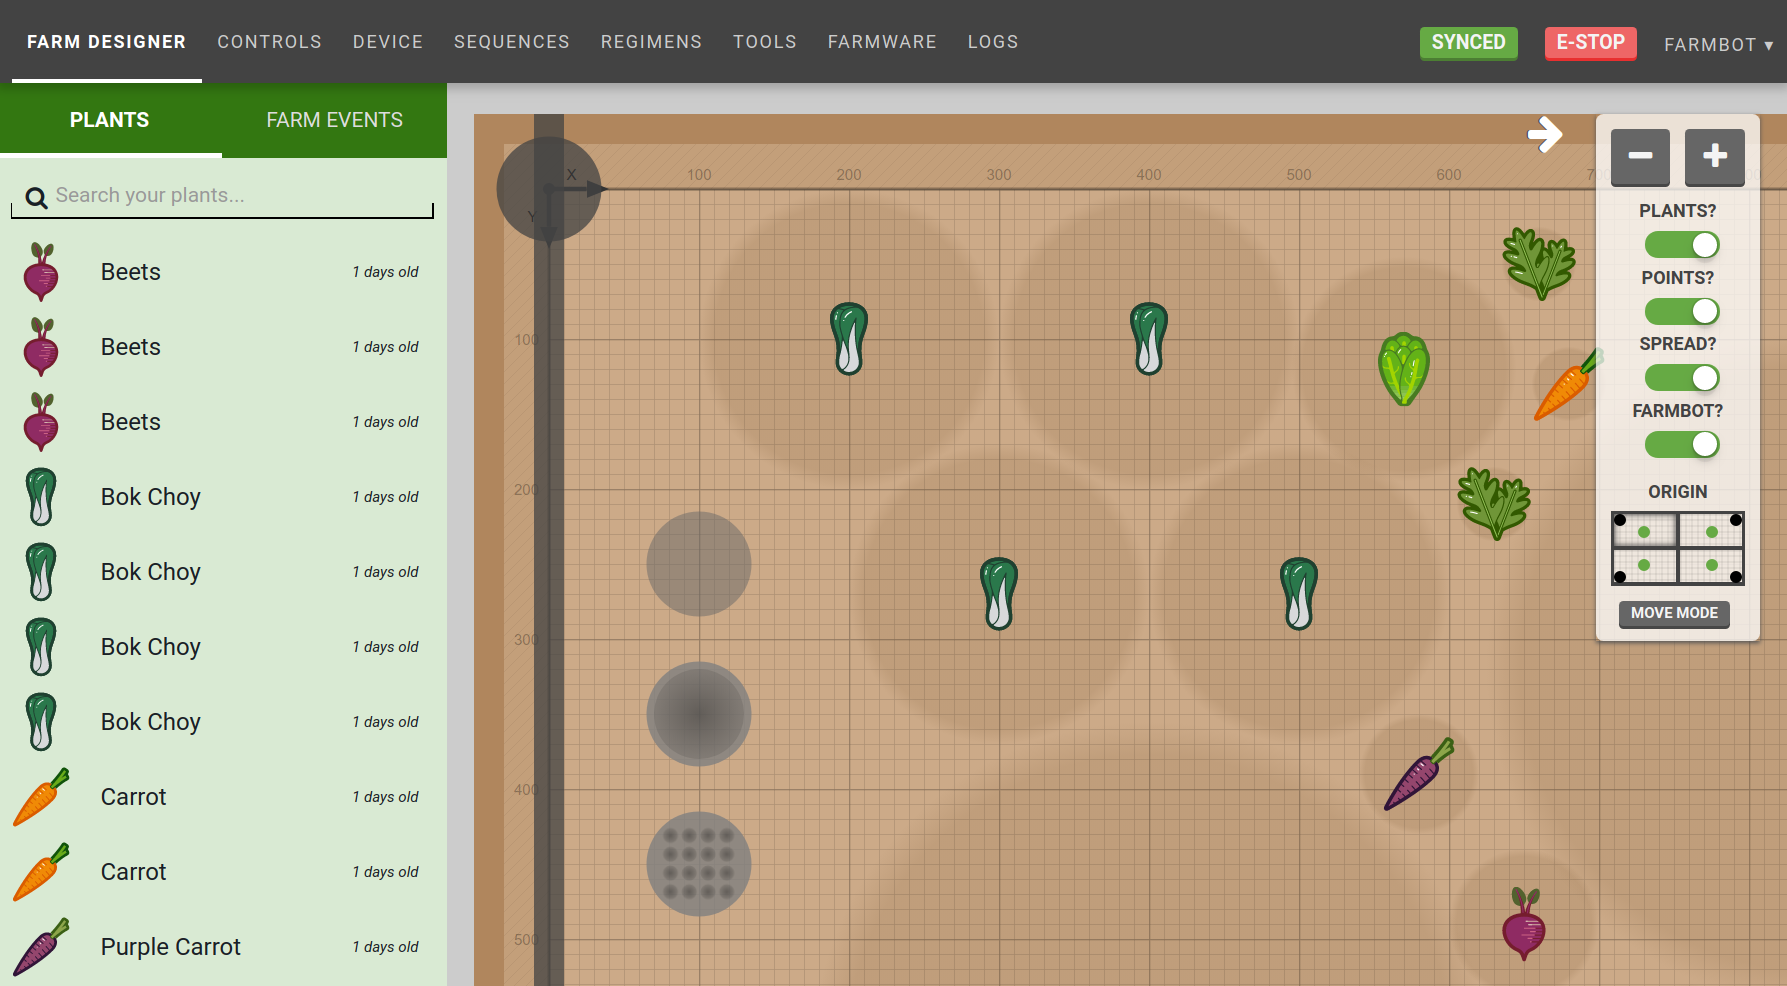 FARM DESIGNER CONTROLS DEVICE SEQUENCES REGIMENS TOOLS FARMWARE LOGS SYNCED E-STOP FARMBOT ▾
PLANTS FARM EVENTS
Search your plants...
Beets 1 days old
Beets 1 days old
Beets 1 days old
Bok Choy 1 days old
Bok Choy 1 days old
Bok Choy 1 days old
Bok Choy 1 days old
Carrot 1 days old
Carrot 1 days old
Purple Carrot 1 days old
X 100 200 300 400 500 600
Y
100
200
300
400
500
PLANTS?
POINTS?
SPREAD?
FARMBOT?
ORIGIN
MOVE MODE